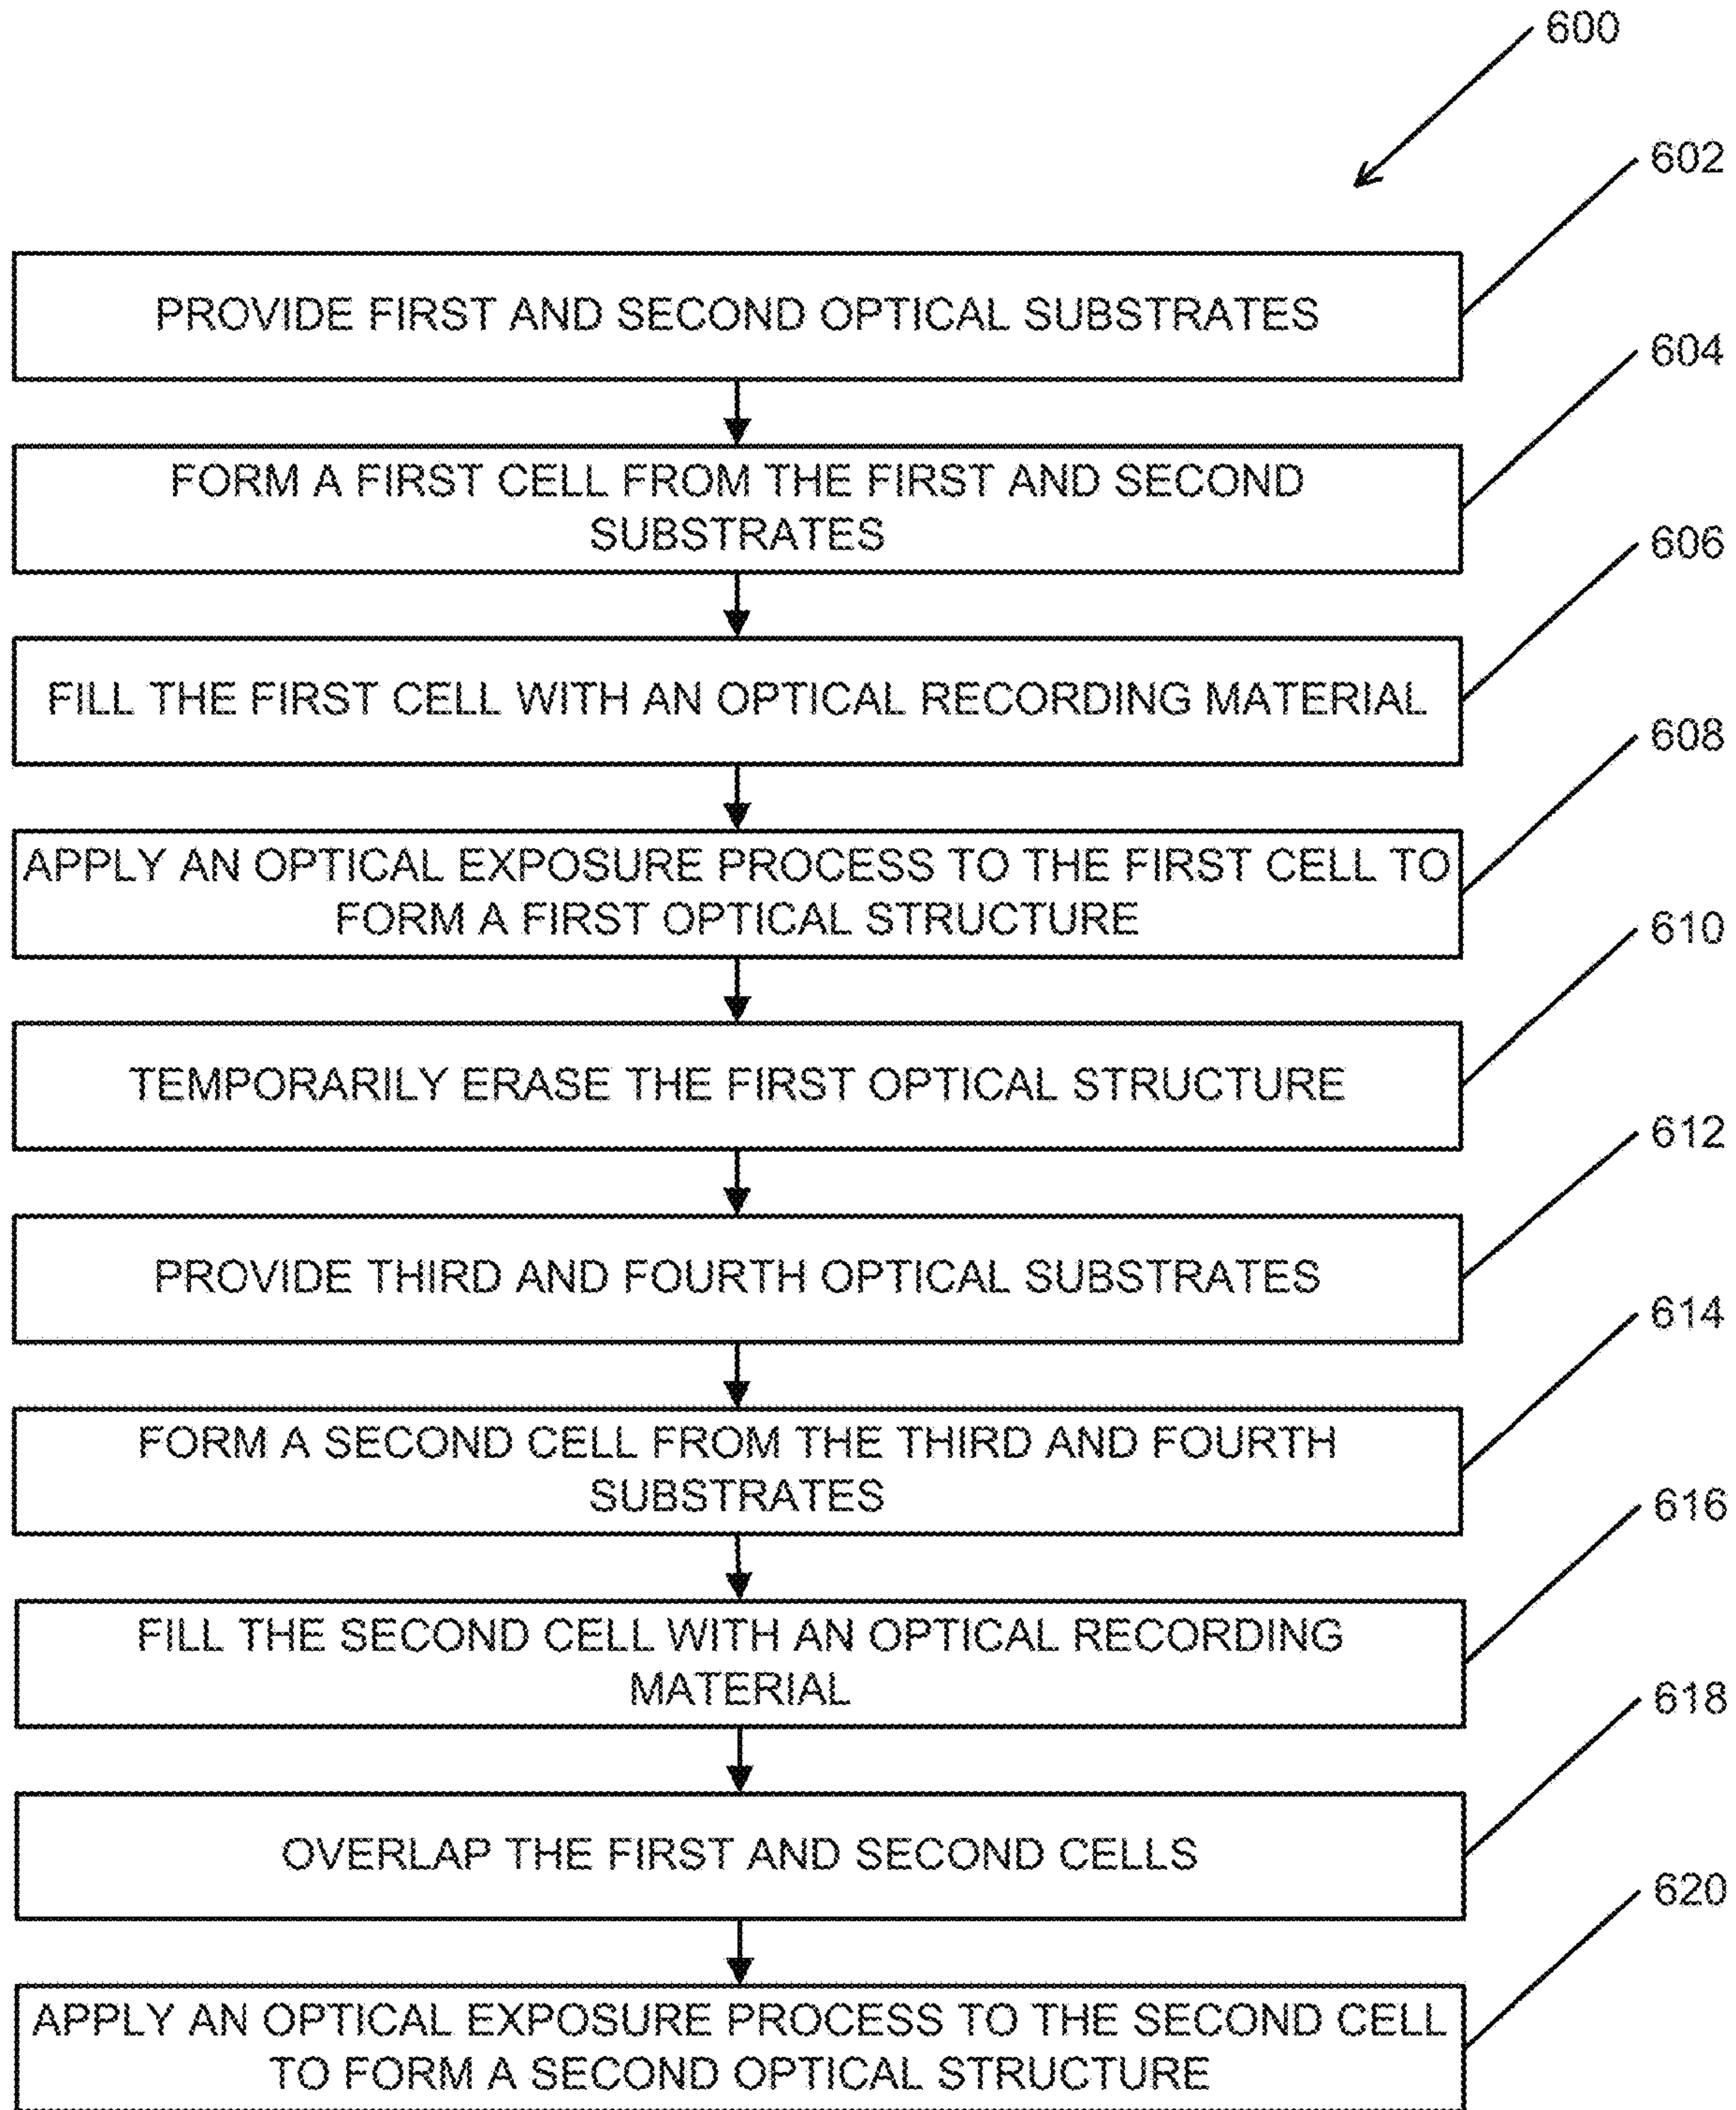 600
602
PROVIDE FIRST AND SECOND OPTICAL SUBSTRATES
604
FORM A FIRST CELL FROM THE FIRST AND SECOND
SUBSTRATES
606
FILL THE FIRST CELL WITH AN OPTICAL RECORDING MATERIAL
608
APPLY AN OPTICAL EXPOSURE PROCESS TO THE FIRST CELL TO
FORM A FIRST OPTICAL STRUCTURE
610
TEMPORARILY ERASE THE FIRST OPTICAL STRUCTURE
612
PROVIDE THIRD AND FOURTH OPTICAL SUBSTRATES
614
FORM A SECOND CELL FROM THE THIRD AND FOURTH
SUBSTRATES
616
FILL THE SECOND CELL WITH AN OPTICAL RECORDING
MATERIAL
618
OVERLAP THE FIRST AND SECOND CELLS
620
APPLY AN OPTICAL EXPOSURE PROCESS TO THE SECOND CELL
TO FORM A SECOND OPTICAL STRUCTURE